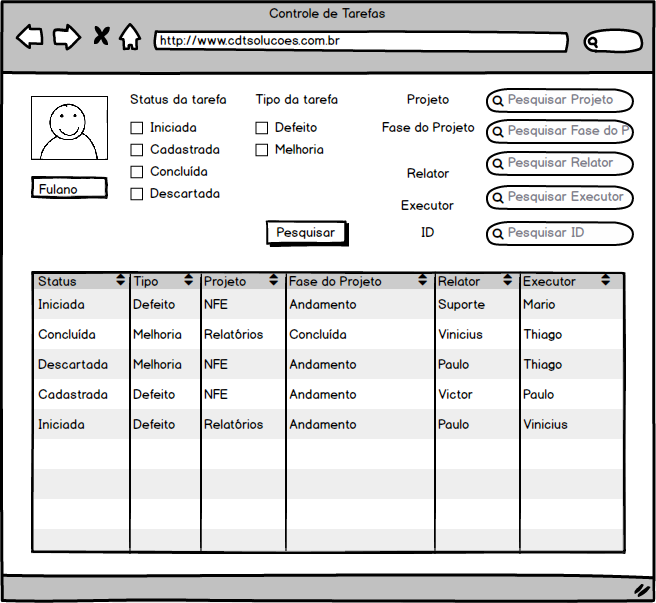 Controle de Tarefas
http://www.cdtsolucoes.com.br
Status da tarefa
Iniciada
Cadastrada
Concluída
Descartada
Tipo da tarefa
Defeito
Melhoria
Projeto
Pesquisar Projeto
Fase do Projeto
Pesquisar Fase do P
Relator
Pesquisar Relator
Executor
Pesquisar Executor
ID
Pesquisar ID
Fulano
Pesquisar
Status Tipo Projeto Fase do Projeto Relator Executor
Iniciada Defeito NFE Andamento Suporte Mario
Concluída Melhoria Relatórios Concluída Vinicius Thiago
Descartada Melhoria NFE Andamento Paulo Thiago
Cadastrada Defeito NFE Andamento Victor Paulo
Iniciada Defeito Relatórios Andamento Paulo Vinicius